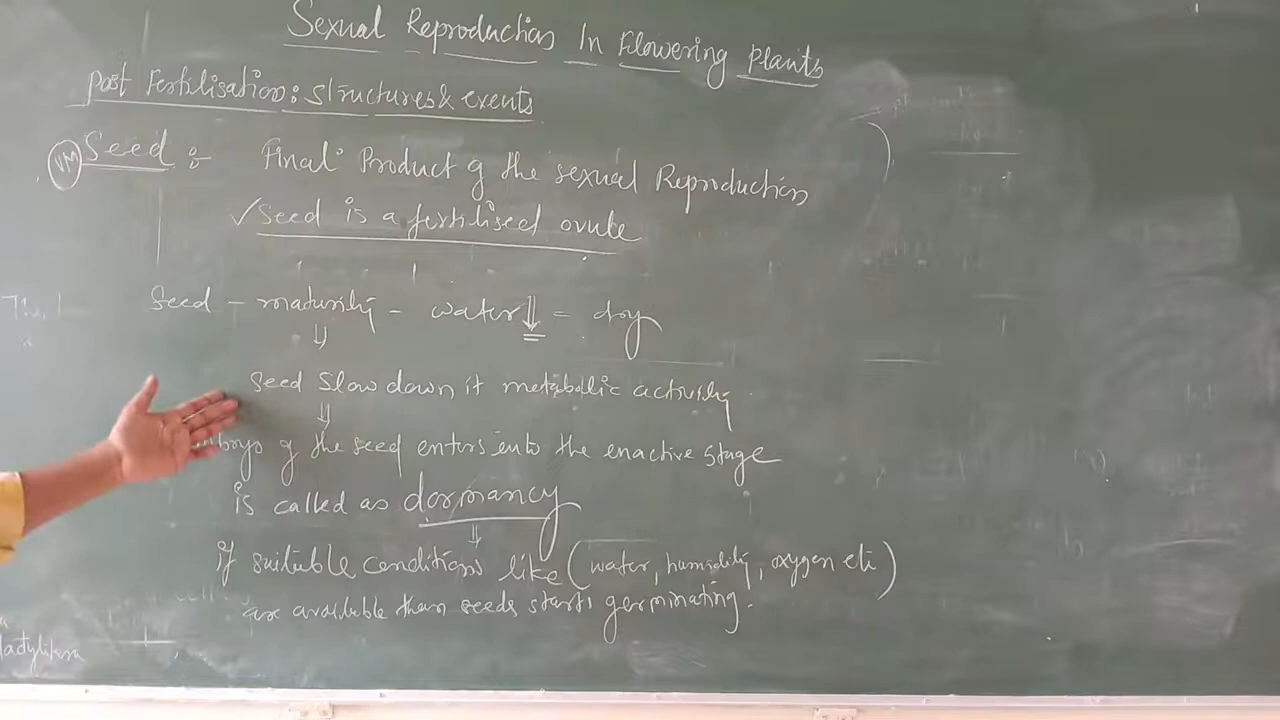 Sexual Reproduction In Flowering Plants
Post Fertilisation: Structures & events
VM Seed :- Final Product of the sexual Reproduction
✓ Seed is a fertilised ovule
Seed - maturity - water ⇓ = dry
⇓
Seed slow down it metabolic activity
⇓
of the seed enters into the enactive stage
is called as dormancy
⇓
if suitable conditions like (water, humidity, oxygen etc)
are available then seeds starts germinating.